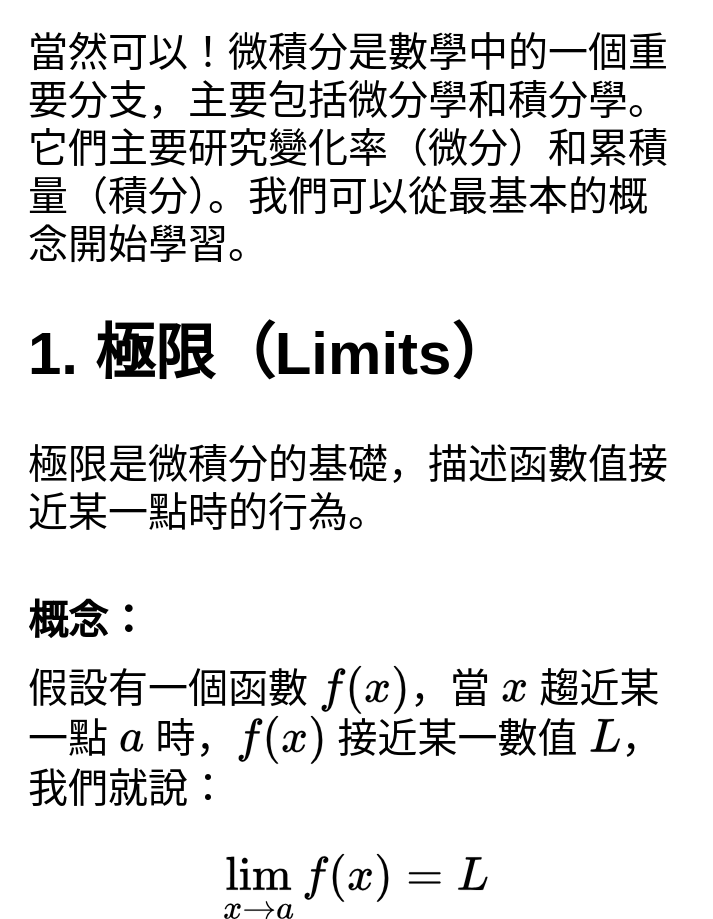 當然可以！微積分是數學中的一個重
要分支，主要包括微分學和積分學。
它們主要研究變化率（微分）和累積
量（積分）。我們可以從最基本的概
念開始學習。
1. 極限（Limits）
極限是微積分的基礎，描述函數值接
近某一點時的行為。
概念：
假設有一個函數 f(x)，當 x 趨近某
一點 a 時，f(x) 接近某一數值 L，
我們就說：
lim x→a f(x) = L